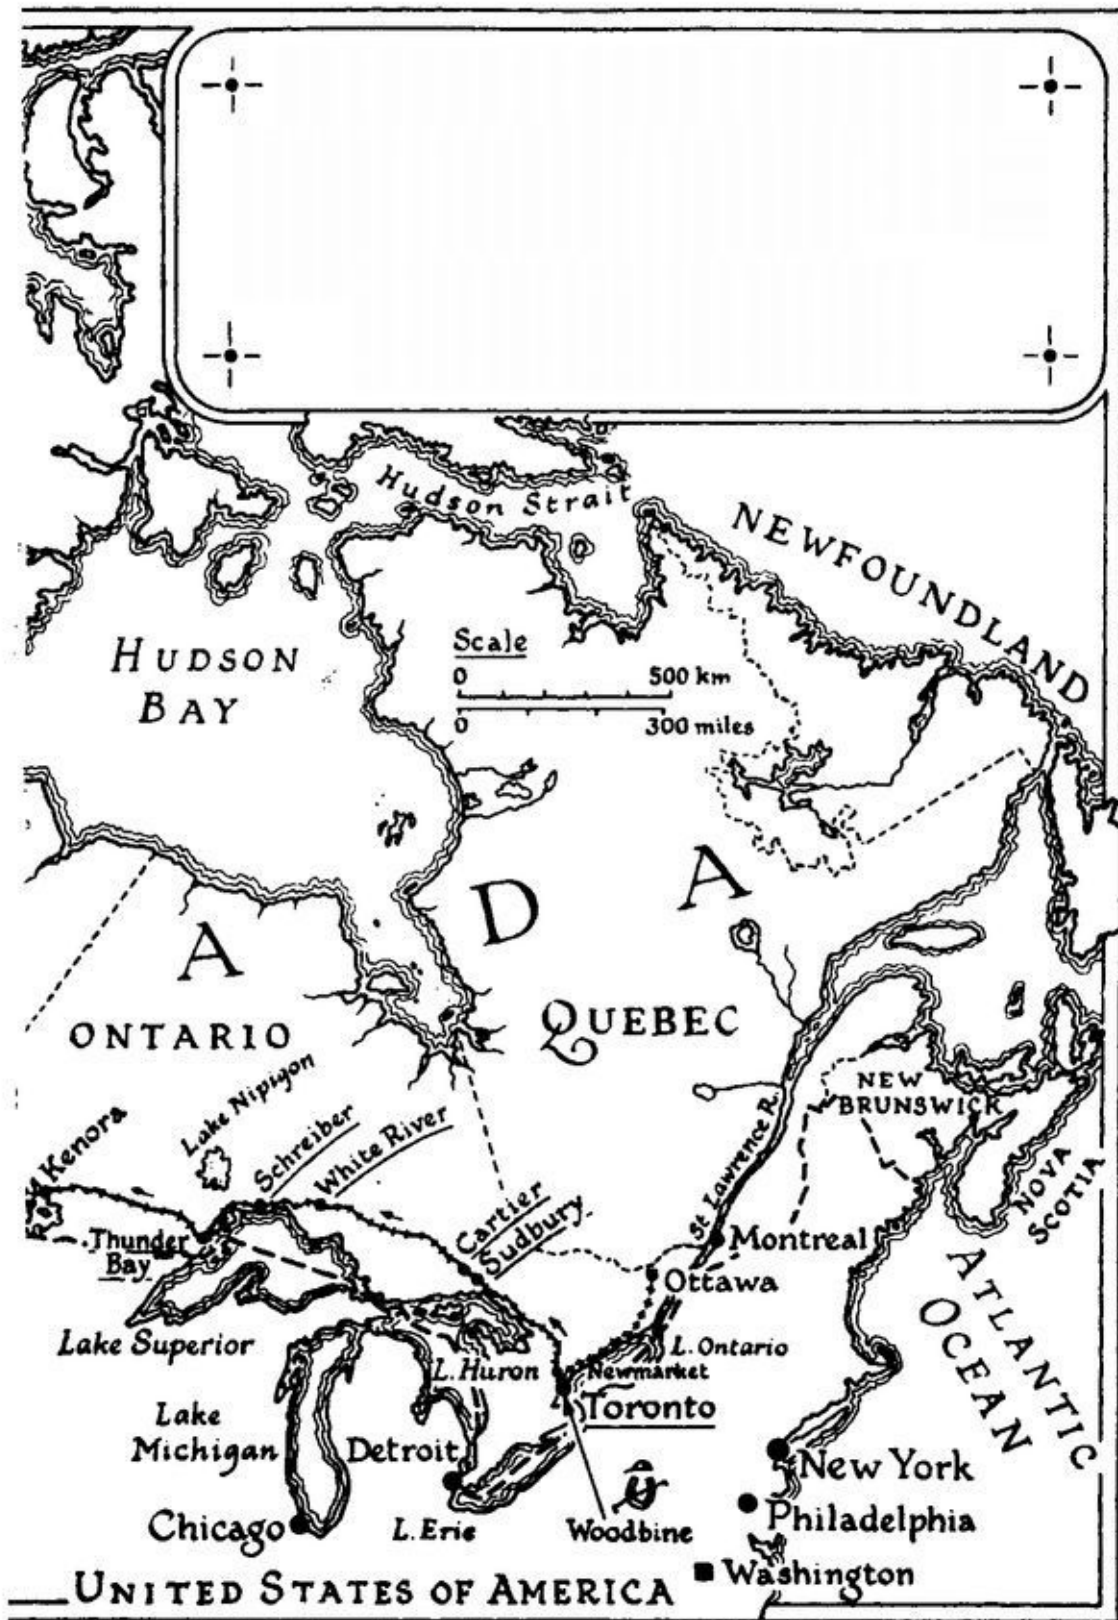 Hudson Strait
NEWFOUNDLAND
HUDSON
BAY
Scale
0 500 km
0 300 miles
A D A
ONTARIO
QUEBEC
Kenora
Lake Nipigon
Schreiber
White River
Cartier
Sudbury
St Lawrence R.
NEW
BRUNSWICK
NOVA
SCOTIA
Thunder
Bay
Montreal
Ottawa
ATLANTIC
OCEAN
Lake Superior
L. Huron
L. Ontario
Newmarket
Toronto
Lake
Michigan
Detroit
New York
Chicago
L. Erie
Woodbine
Philadelphia
Washington
UNITED STATES OF AMERICA